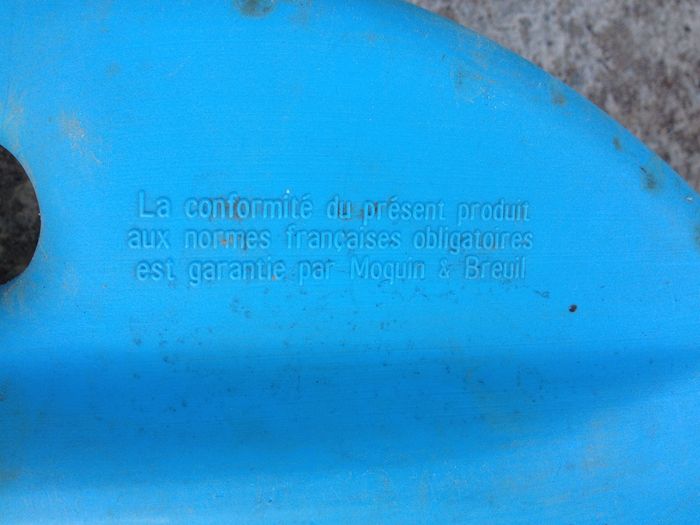 La conformité du présent produit
aux normes françaises obligatoires
est garantie par Moquin & Breuil